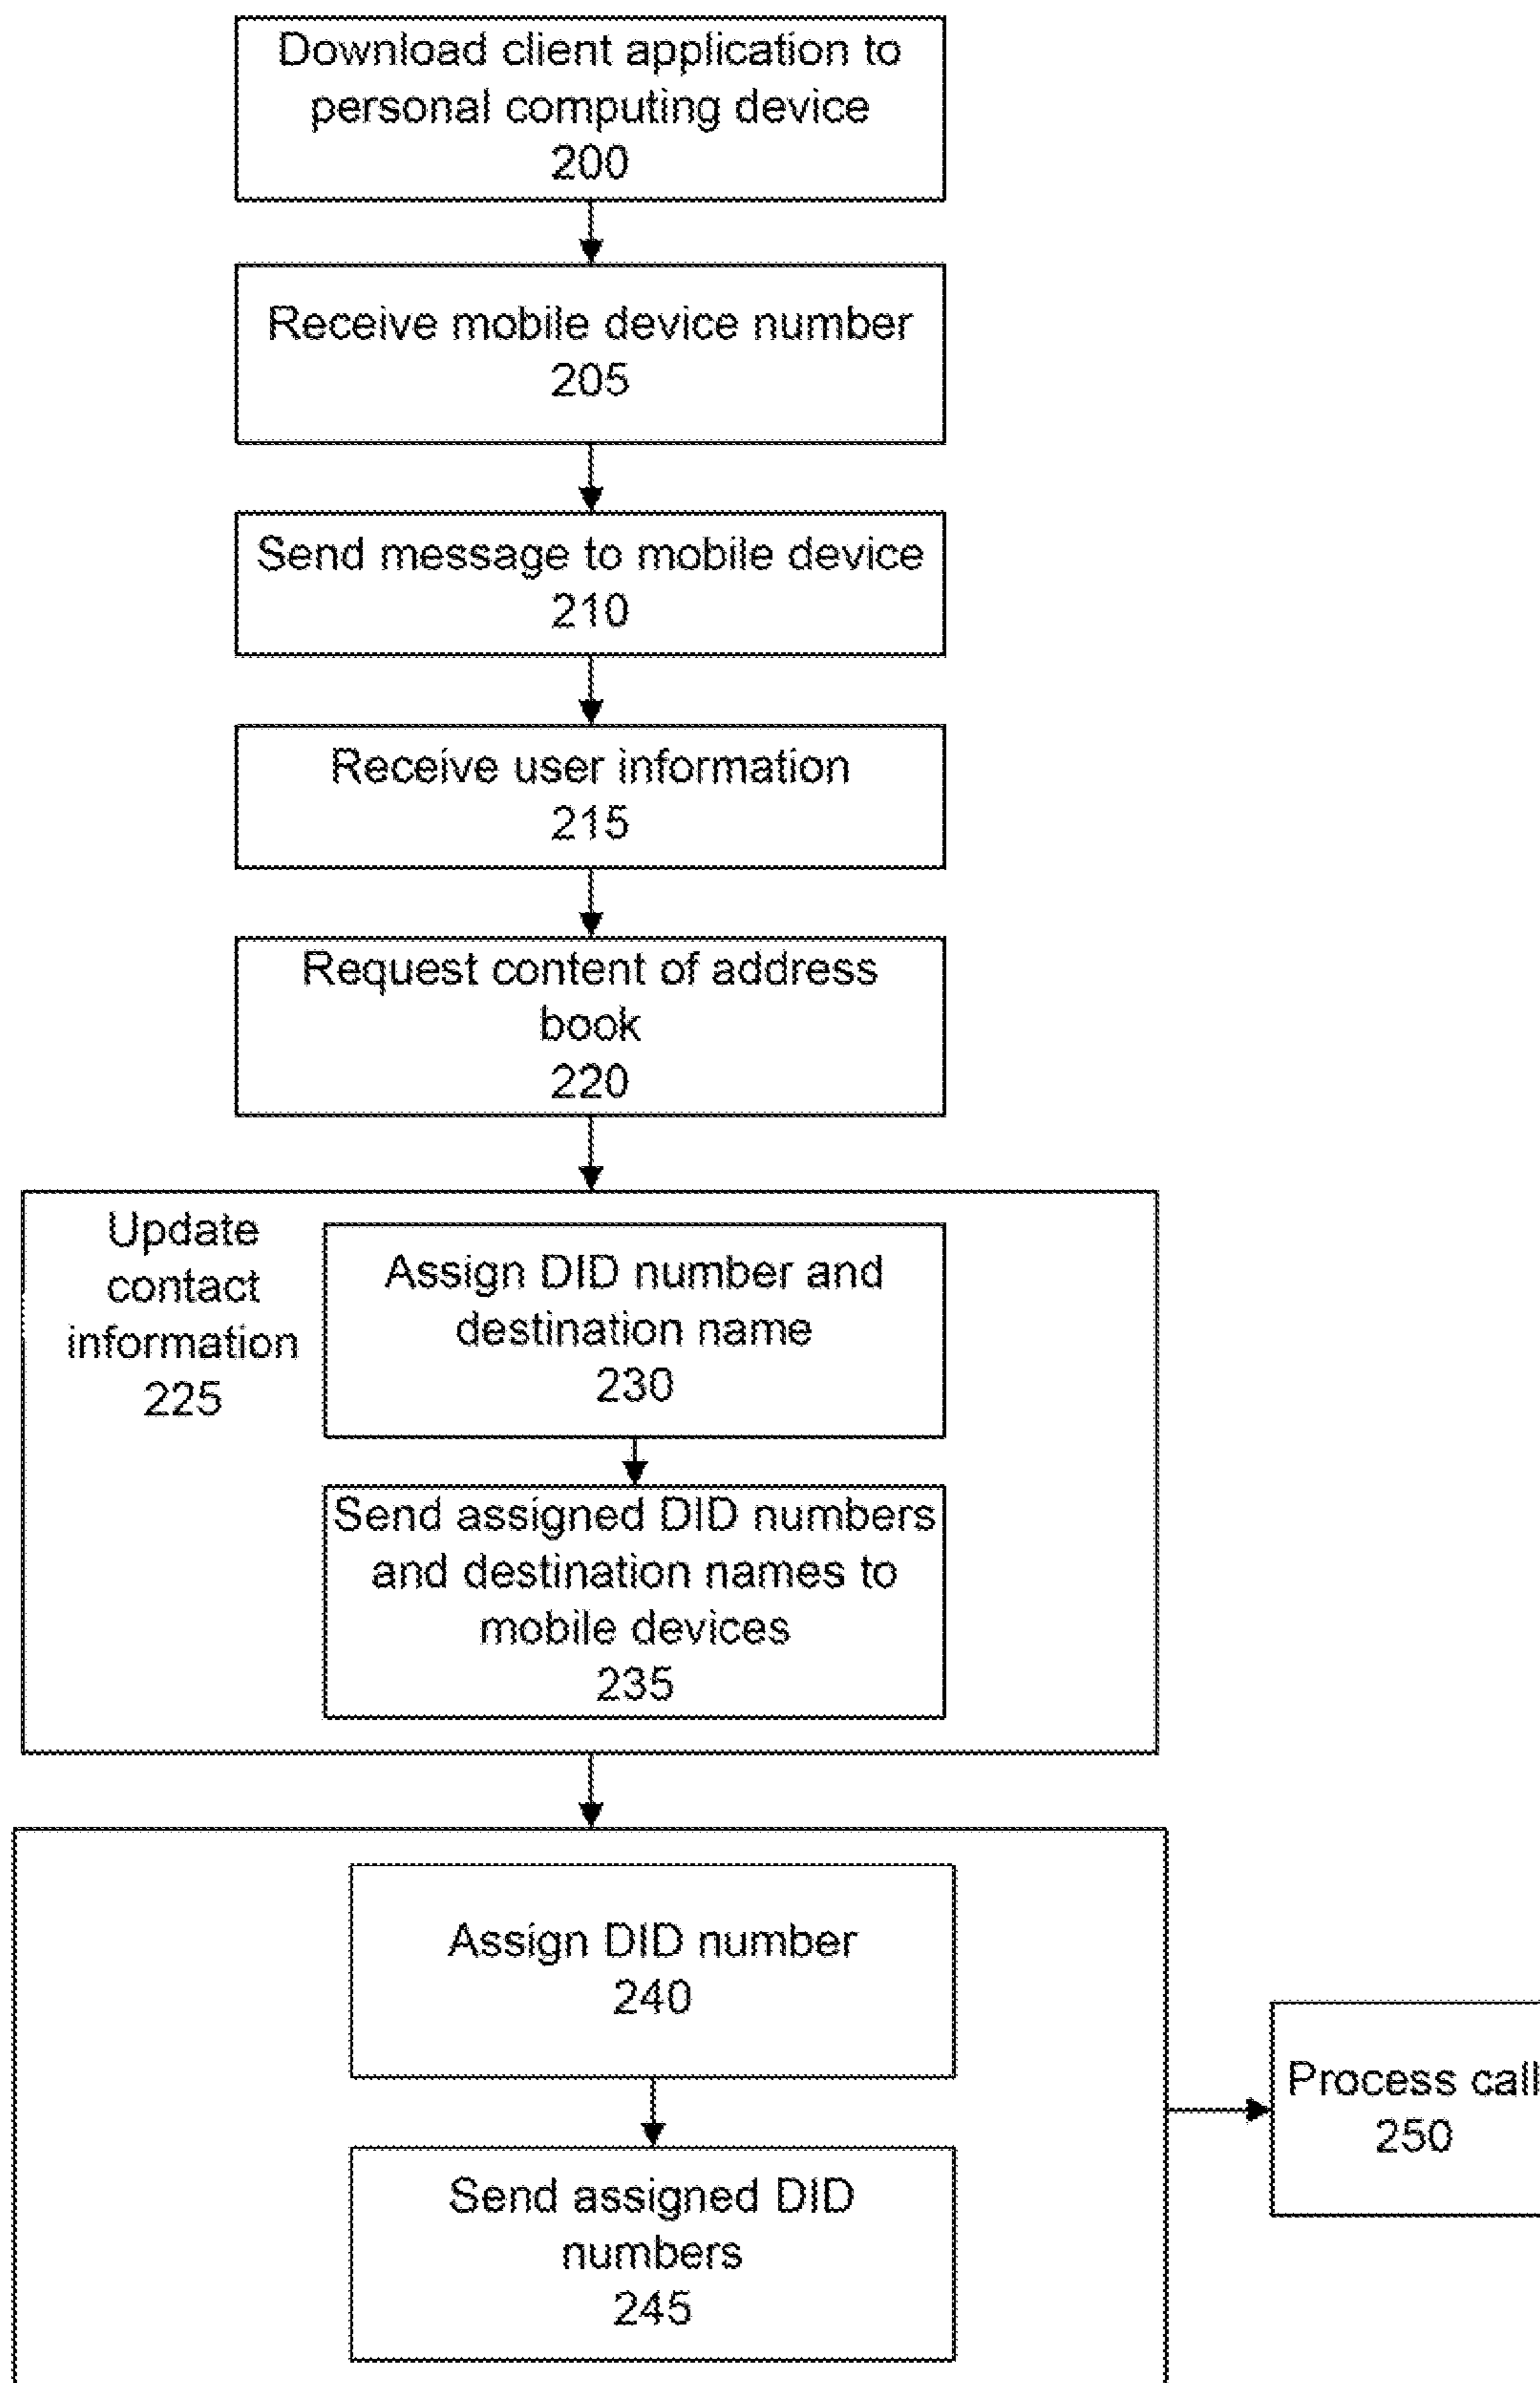 Download client application to
personal computing device
200
Receive mobile device number
205
Send message to mobile device
210
Receive user information
215
Request content of address
book
220
Update
contact
information
225
Assign DID number and
destination name
230
Send assigned DID numbers
and destination names to
mobile devices
235
Assign DID number
240
Send assigned DID
numbers
245
Process call
250